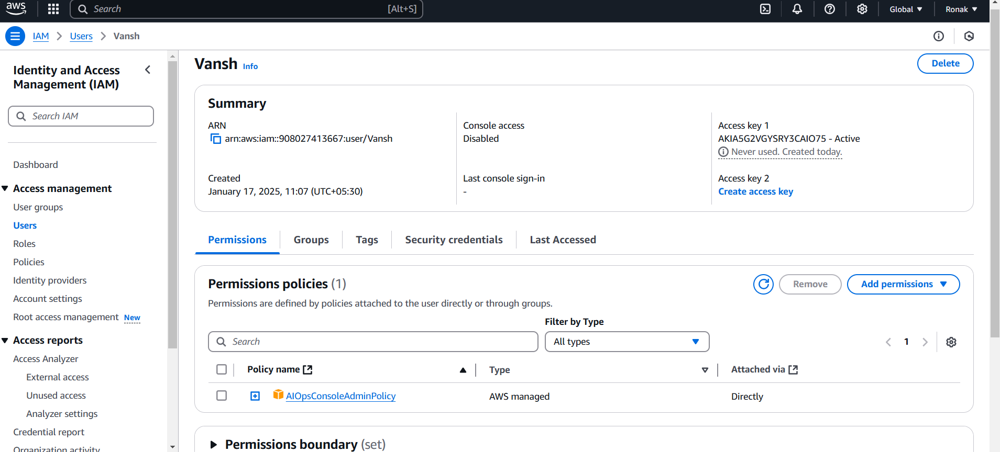 aws
Search [Alt+S]
Global
Ronak
IAM
Users
Vansh
Identity and Access
Management (IAM)
Search IAM
Dashboard
Access management
User groups
Users
Roles
Policies
Identity providers
Account settings
Root access management New
Access reports
Access Analyzer
External access
Unused access
Analyzer settings
Credential report
Organization activity
Vansh Info
Delete
Summary
ARN
arn:aws:iam::908027413667:user/Vansh
Created
January 17, 2025, 11:07 (UTC+05:30)
Console access
Disabled
Last console sign-in
-
Access key 1
AKIA5G2VGYSRY3CAIO75 - Active
Never used. Created today.
Access key 2
Create access key
Permissions
Groups
Tags
Security credentials
Last Accessed
Permissions policies (1)
Remove
Add permissions
Permissions are defined by policies attached to the user directly or through groups.
Filter by Type
Search
All types
1
Policy name
Type
Attached via
AIOpsConsoleAdminPolicy
AWS managed
Directly
Permissions boundary (set)